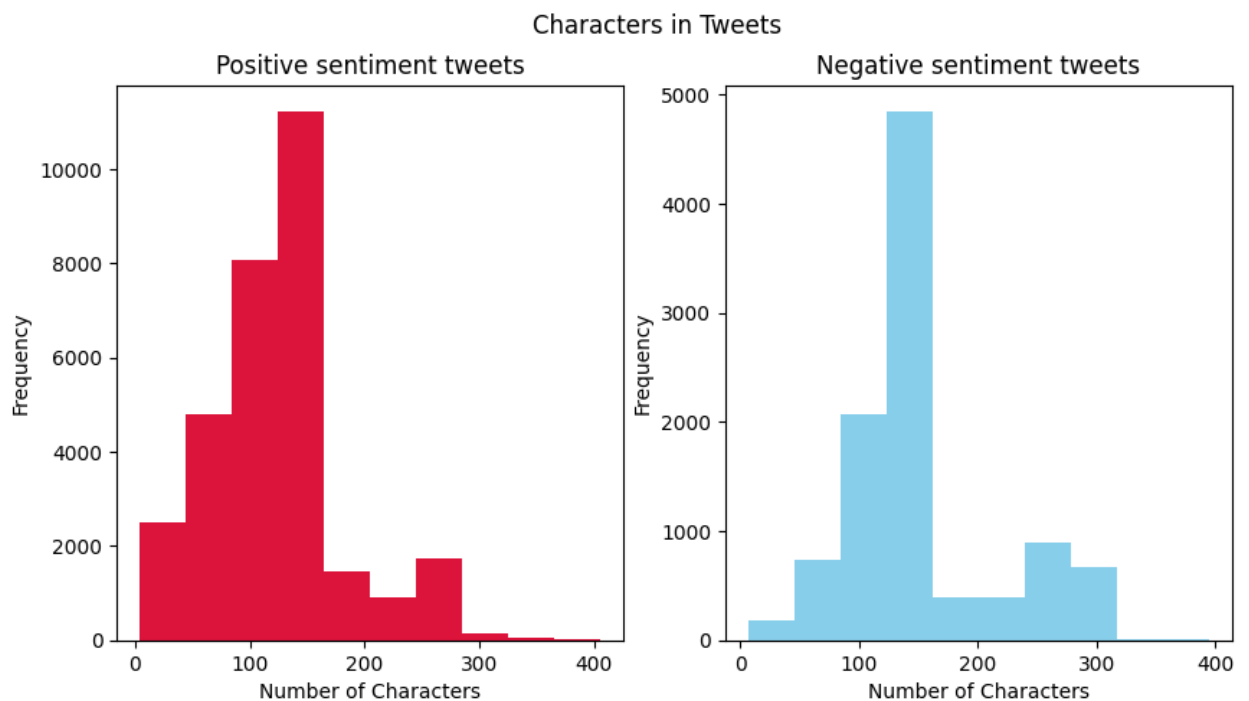 Characters in Tweets
Positive sentiment tweets
Frequency
10000
8000
6000
4000
2000
0
0 100 200 300 400
Number of Characters
Negative sentiment tweets
Frequency
5000
4000
3000
2000
1000
0
0 100 200 300 400
Number of Characters